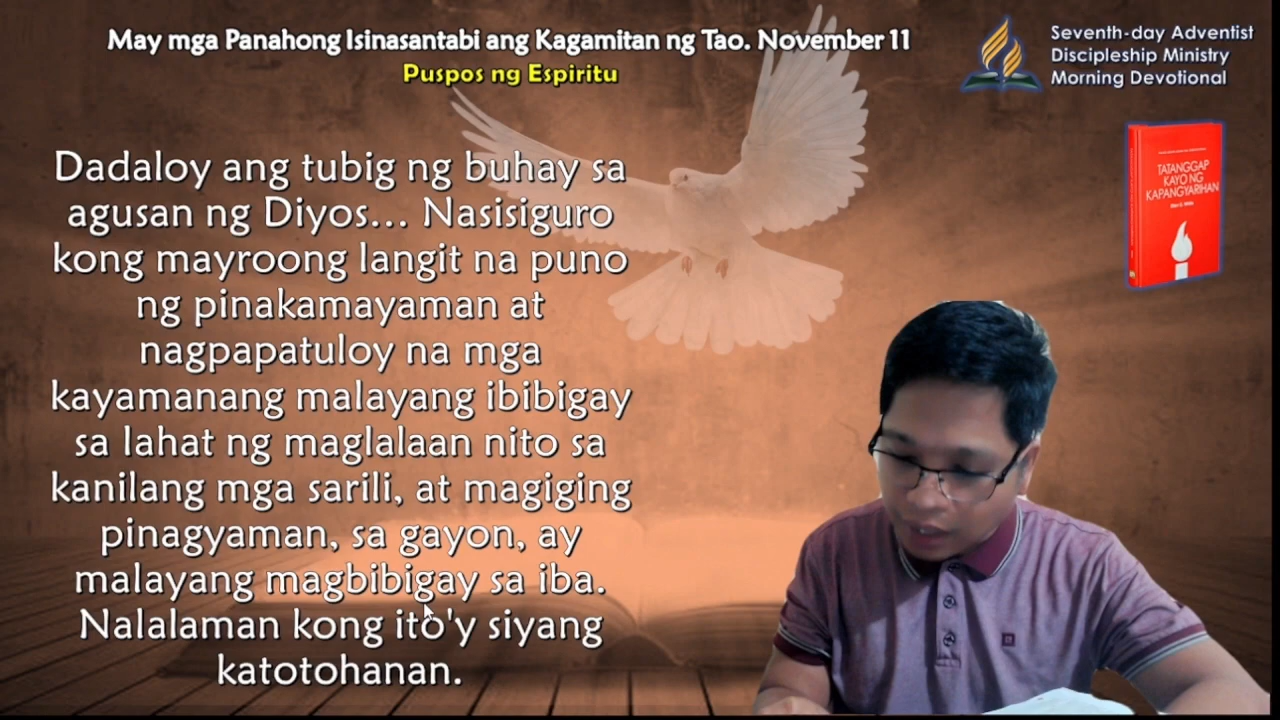 May mga Panahong Isinasantabi ang Kagamitan ng Tao. November 11
Puspos ng Espiritu
Seventh-day Adventist
Discipleship Ministry
Morning Devotional
TATANGGAP
KAYO NG
KAPANGYARIHAN
Ellen G. White
Dadaloy ang tubig ng buhay sa
agusan ng Diyos... Nasisiguro
kong mayroong langit na puno
ng pinakamayaman at
nagpapatuloy na mga
kayamanang malayang ibibigay
sa lahat ng maglalaan nito sa
kanilang mga sarili, at magiging
pinagyaman, sa gayon, ay
malayang magbibigay sa iba.
Nalalaman kong ito'y siyang
katotohanan.